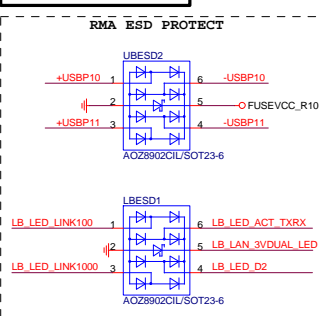 RMA ESD PROTECT
UBESD2
+USBP10 1 6 -USBP10
2 5 FUSEVCC_R10
+USBP11 3 4 -USBP11
AOZ8902CIL/SOT23-6
LBESD1
LB_LED_LINK100 1 6 LB_LED_ACT_TXRX
2 5 LB_LAN_3VDUAL_LED
LB_LED_LINK1000 3 4 LB_LED_D2
AOZ8902CIL/SOT23-6